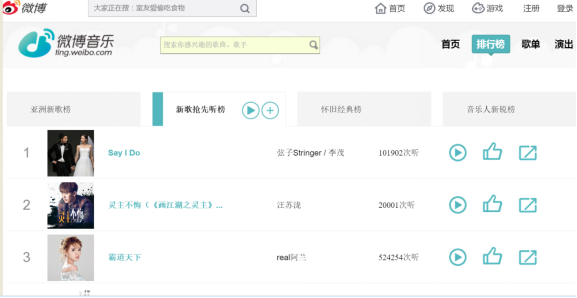 微博 大家正在搜：室友爱偷吃食物 首页 发现 游戏 注册 登录
微博音乐
ting.weibo.com
搜索你感兴趣的歌曲、歌手
首页 排行榜 歌单 演出
亚洲新歌榜 新歌抢先听榜 怀旧经典榜 音乐人新锐榜
1 Say I Do 弦子Stringer / 李茂 101902次听
2 灵主不悔（《画江湖之灵主》... 汪苏泷 20001次听
3 霸道天下 real阿兰 524254次听